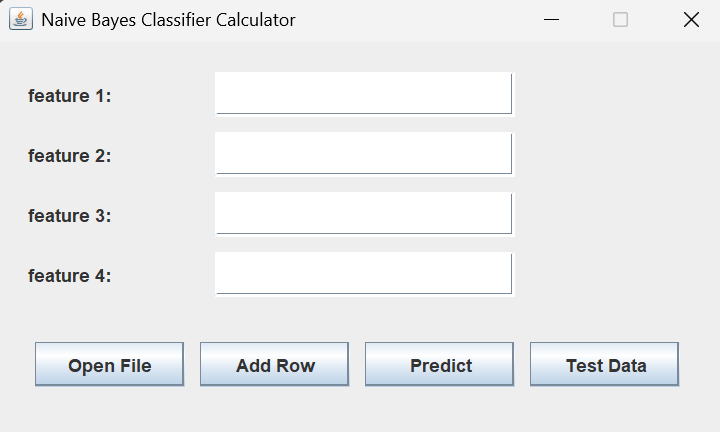 Naive Bayes Classifier Calculator
feature 1:
feature 2:
feature 3:
feature 4:
Open File Add Row Predict Test Data